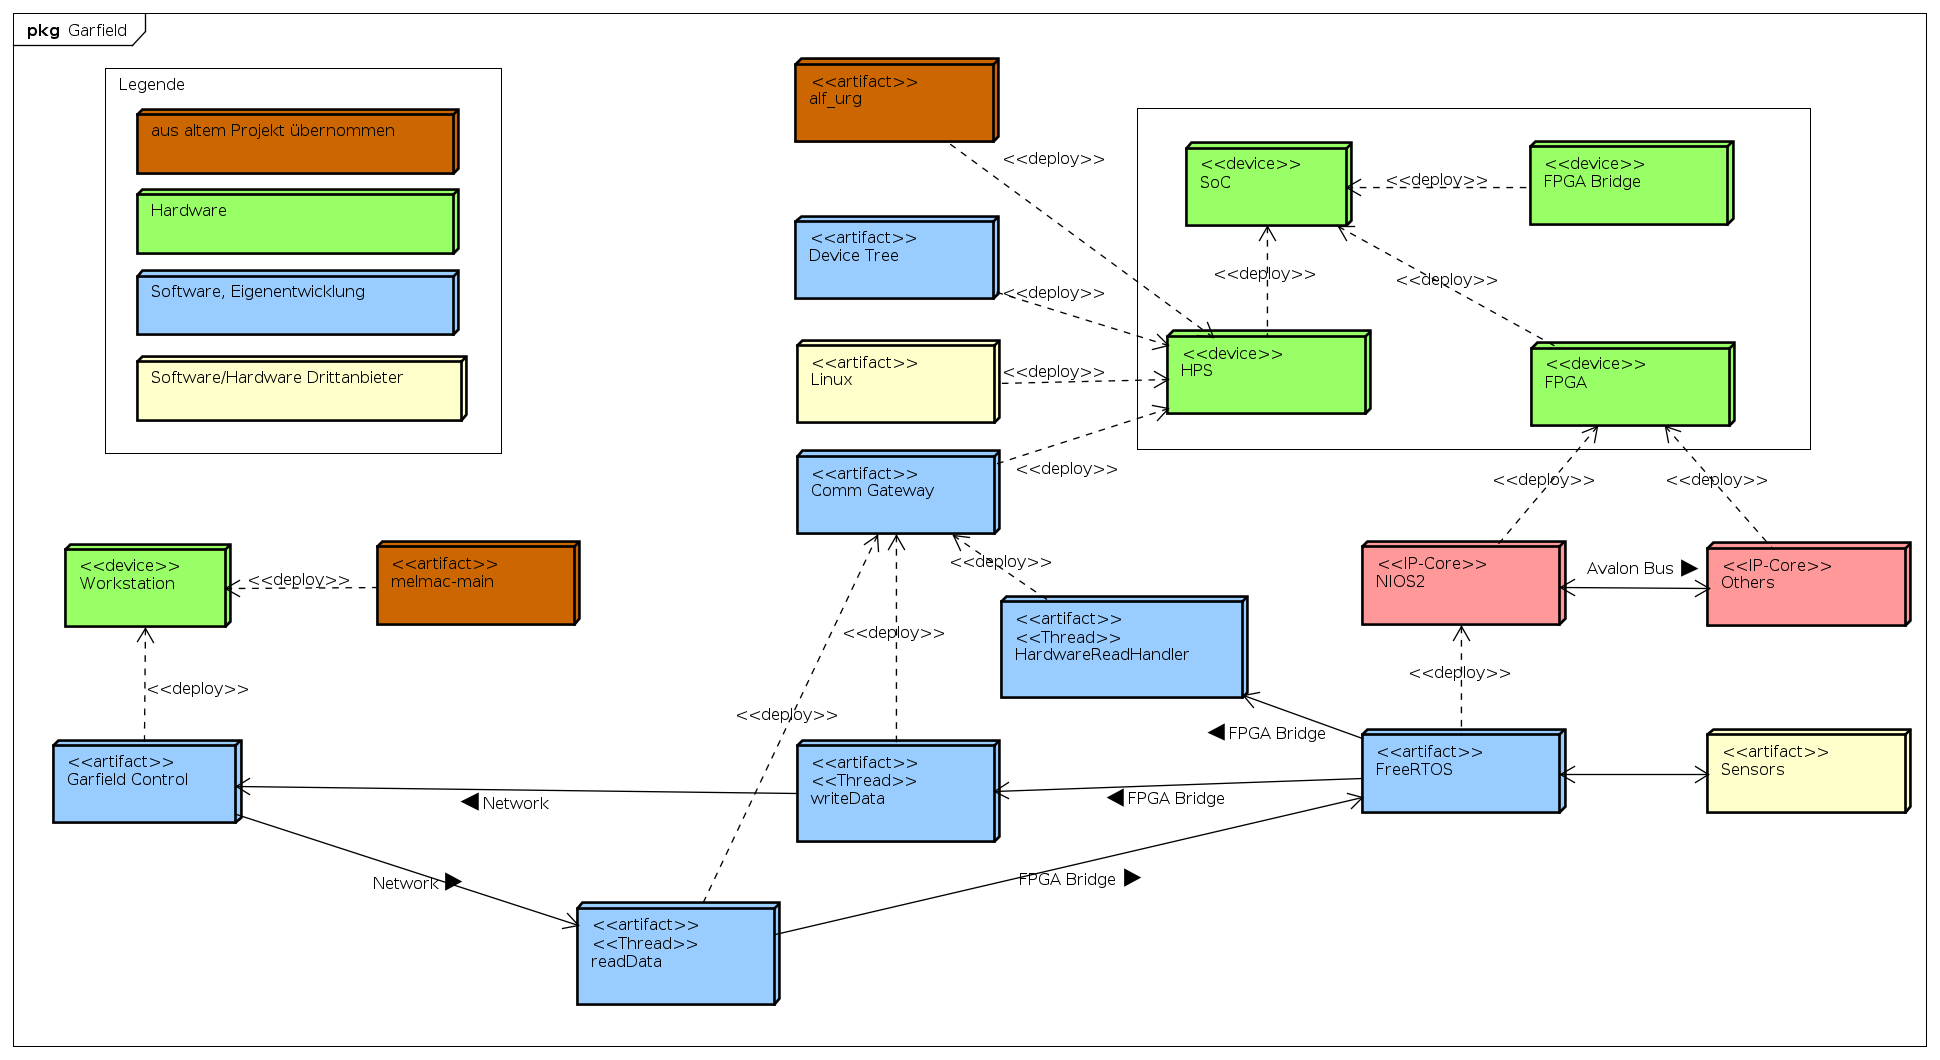 pkg Garfield
Legende
aus altem Projekt übernommen
Hardware
Software, Eigenentwicklung
Software/Hardware Drittanbieter
<<artifact>>
alf_urg
<<deploy>>
<<device>>
SoC
<<deploy>>
<<device>>
FPGA Bridge
<<artifact>>
Device Tree
<<deploy>>
<<deploy>>
<<deploy>>
<<artifact>>
Linux
<<deploy>>
<<device>>
HPS
<<device>>
FPGA
<<artifact>>
Comm Gateway
<<deploy>>
<<deploy>>
<<deploy>>
<<device>>
Workstation
<<deploy>>
<<artifact>>
melmac-main
<<deploy>>
<<IP-Core>>
NIOS2
Avalon Bus
<<IP-Core>>
Others
<<deploy>>
<<artifact>>
<<Thread>>
HardwareReadHandler
<<deploy>>
<<deploy>>
<<deploy>>
FPGA Bridge
<<artifact>>
Garfield Control
Network
<<artifact>>
<<Thread>>
writeData
FPGA Bridge
<<artifact>>
FreeRTOS
<<artifact>>
Sensors
Network
FPGA Bridge
<<artifact>>
<<Thread>>
readData